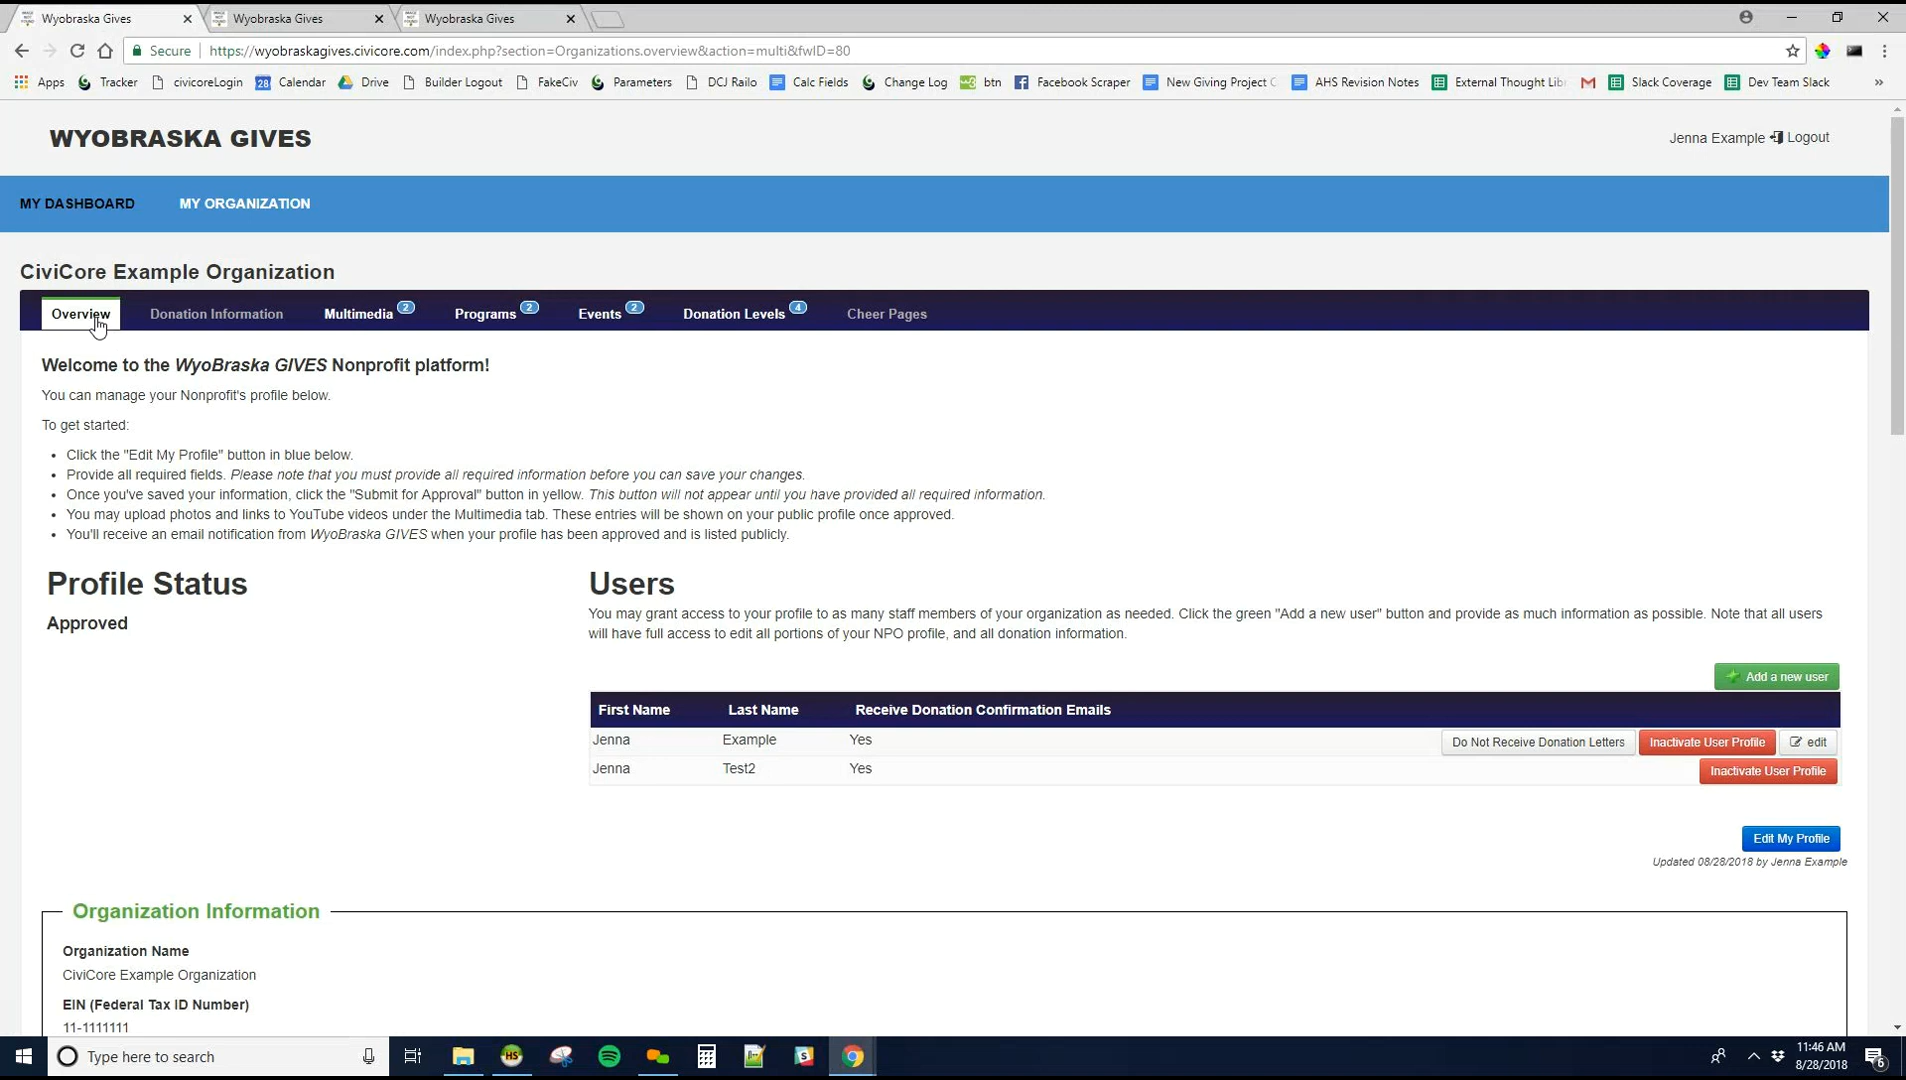 Wyobraska Gives
Wyobraska Gives
Wyobraska Gives
Secure https://wyobraskagives.civicore.com/index.php?section=Organizations.overview&action=multi&fwID=80
Apps Tracker civicoreLogin 28 Calendar Drive Builder Logout FakeCiv Parameters DCJ Railo Calc Fields Change Log w3 btn Facebook Scraper New Giving Project C AHS Revision Notes External Thought Lib Slack Coverage Dev Team Slack »
WYOBRASKA GIVES
Jenna Example Logout
MY DASHBOARD MY ORGANIZATION
CiviCore Example Organization
Overview Donation Information Multimedia 2 Programs 2 Events 2 Donation Levels 4 Cheer Pages
Welcome to the WyoBraska GIVES Nonprofit platform!
You can manage your Nonprofit's profile below.
To get started:
• Click the "Edit My Profile" button in blue below.
• Provide all required fields. Please note that you must provide all required information before you can save your changes.
• Once you've saved your information, click the "Submit for Approval" button in yellow. This button will not appear until you have provided all required information.
• You may upload photos and links to YouTube videos under the Multimedia tab. These entries will be shown on your public profile once approved.
• You'll receive an email notification from WyoBraska GIVES when your profile has been approved and is listed publicly.
Profile Status
Approved
Users
You may grant access to your profile to as many staff members of your organization as needed. Click the green "Add a new user" button and provide as much information as possible. Note that all users
will have full access to edit all portions of your NPO profile, and all donation information.
Add a new user
First Name Last Name Receive Donation Confirmation Emails
Jenna Example Yes Do Not Receive Donation Letters Inactivate User Profile edit
Jenna Test2 Yes Inactivate User Profile
Edit My Profile
Updated 08/28/2018 by Jenna Example
Organization Information
Organization Name
CiviCore Example Organization
EIN (Federal Tax ID Number)
11-1111111
Type here to search
HS
S
11:46 AM
8/28/2018
6